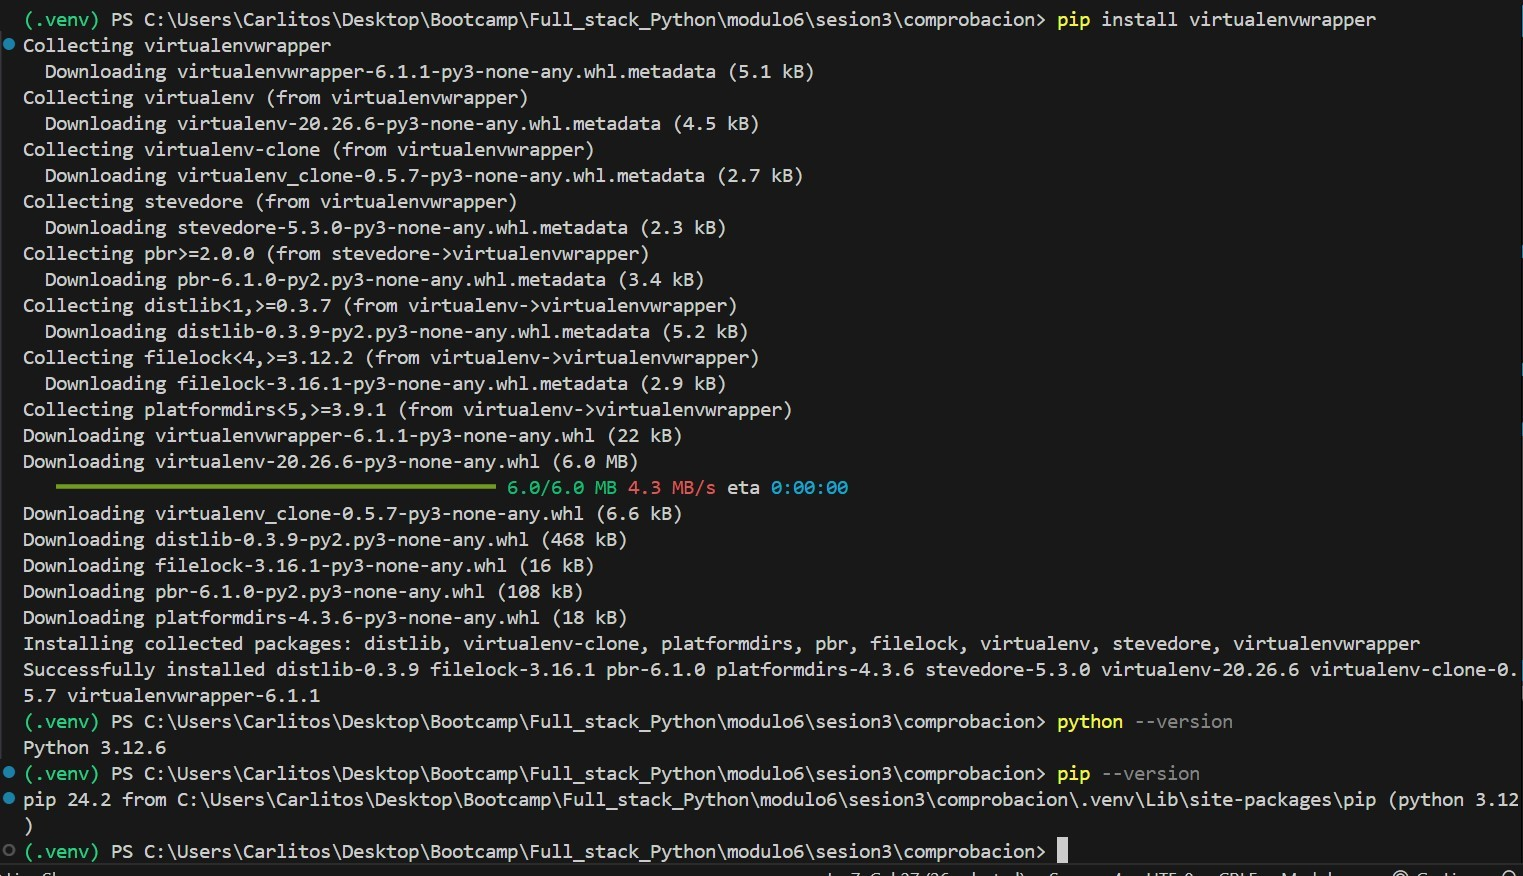 (.venv) PS C:\Users\Carlitos\Desktop\Bootcamp\Full_stack_Python\modulo6\sesion3\comprobacion> pip install virtualenvwrapper
Collecting virtualenvwrapper
  Downloading virtualenvwrapper-6.1.1-py3-none-any.whl.metadata (5.1 kB)
Collecting virtualenv (from virtualenvwrapper)
  Downloading virtualenv-20.26.6-py3-none-any.whl.metadata (4.5 kB)
Collecting virtualenv-clone (from virtualenvwrapper)
  Downloading virtualenv_clone-0.5.7-py3-none-any.whl.metadata (2.7 kB)
Collecting stevedore (from virtualenvwrapper)
  Downloading stevedore-5.3.0-py3-none-any.whl.metadata (2.3 kB)
Collecting pbr>=2.0.0 (from stevedore->virtualenvwrapper)
  Downloading pbr-6.1.0-py2.py3-none-any.whl.metadata (3.4 kB)
Collecting distlib<1,>=0.3.7 (from virtualenv->virtualenvwrapper)
  Downloading distlib-0.3.9-py2.py3-none-any.whl.metadata (5.2 kB)
Collecting filelock<4,>=3.12.2 (from virtualenv->virtualenvwrapper)
  Downloading filelock-3.16.1-py3-none-any.whl.metadata (2.9 kB)
Collecting platformdirs<5,>=3.9.1 (from virtualenv->virtualenvwrapper)
Downloading virtualenvwrapper-6.1.1-py3-none-any.whl (22 kB)
Downloading virtualenv-20.26.6-py3-none-any.whl (6.0 MB)
6.0/6.0 MB 4.3 MB/s eta 0:00:00
Downloading virtualenv_clone-0.5.7-py3-none-any.whl (6.6 kB)
Downloading distlib-0.3.9-py2.py3-none-any.whl (468 kB)
Downloading filelock-3.16.1-py3-none-any.whl (16 kB)
Downloading pbr-6.1.0-py2.py3-none-any.whl (108 kB)
Downloading platformdirs-4.3.6-py3-none-any.whl (18 kB)
Installing collected packages: distlib, virtualenv-clone, platformdirs, pbr, filelock, virtualenv, stevedore, virtualenvwrapper
Successfully installed distlib-0.3.9 filelock-3.16.1 pbr-6.1.0 platformdirs-4.3.6 stevedore-5.3.0 virtualenv-20.26.6 virtualenv-clone-0.
5.7 virtualenvwrapper-6.1.1
(.venv) PS C:\Users\Carlitos\Desktop\Bootcamp\Full_stack_Python\modulo6\sesion3\comprobacion> python --version
Python 3.12.6
(.venv) PS C:\Users\Carlitos\Desktop\Bootcamp\Full_stack_Python\modulo6\sesion3\comprobacion> pip --version
pip 24.2 from C:\Users\Carlitos\Desktop\Bootcamp\Full_stack_Python\modulo6\sesion3\comprobacion\.venv\Lib\site-packages\pip (python 3.12
)
(.venv) PS C:\Users\Carlitos\Desktop\Bootcamp\Full_stack_Python\modulo6\sesion3\comprobacion>